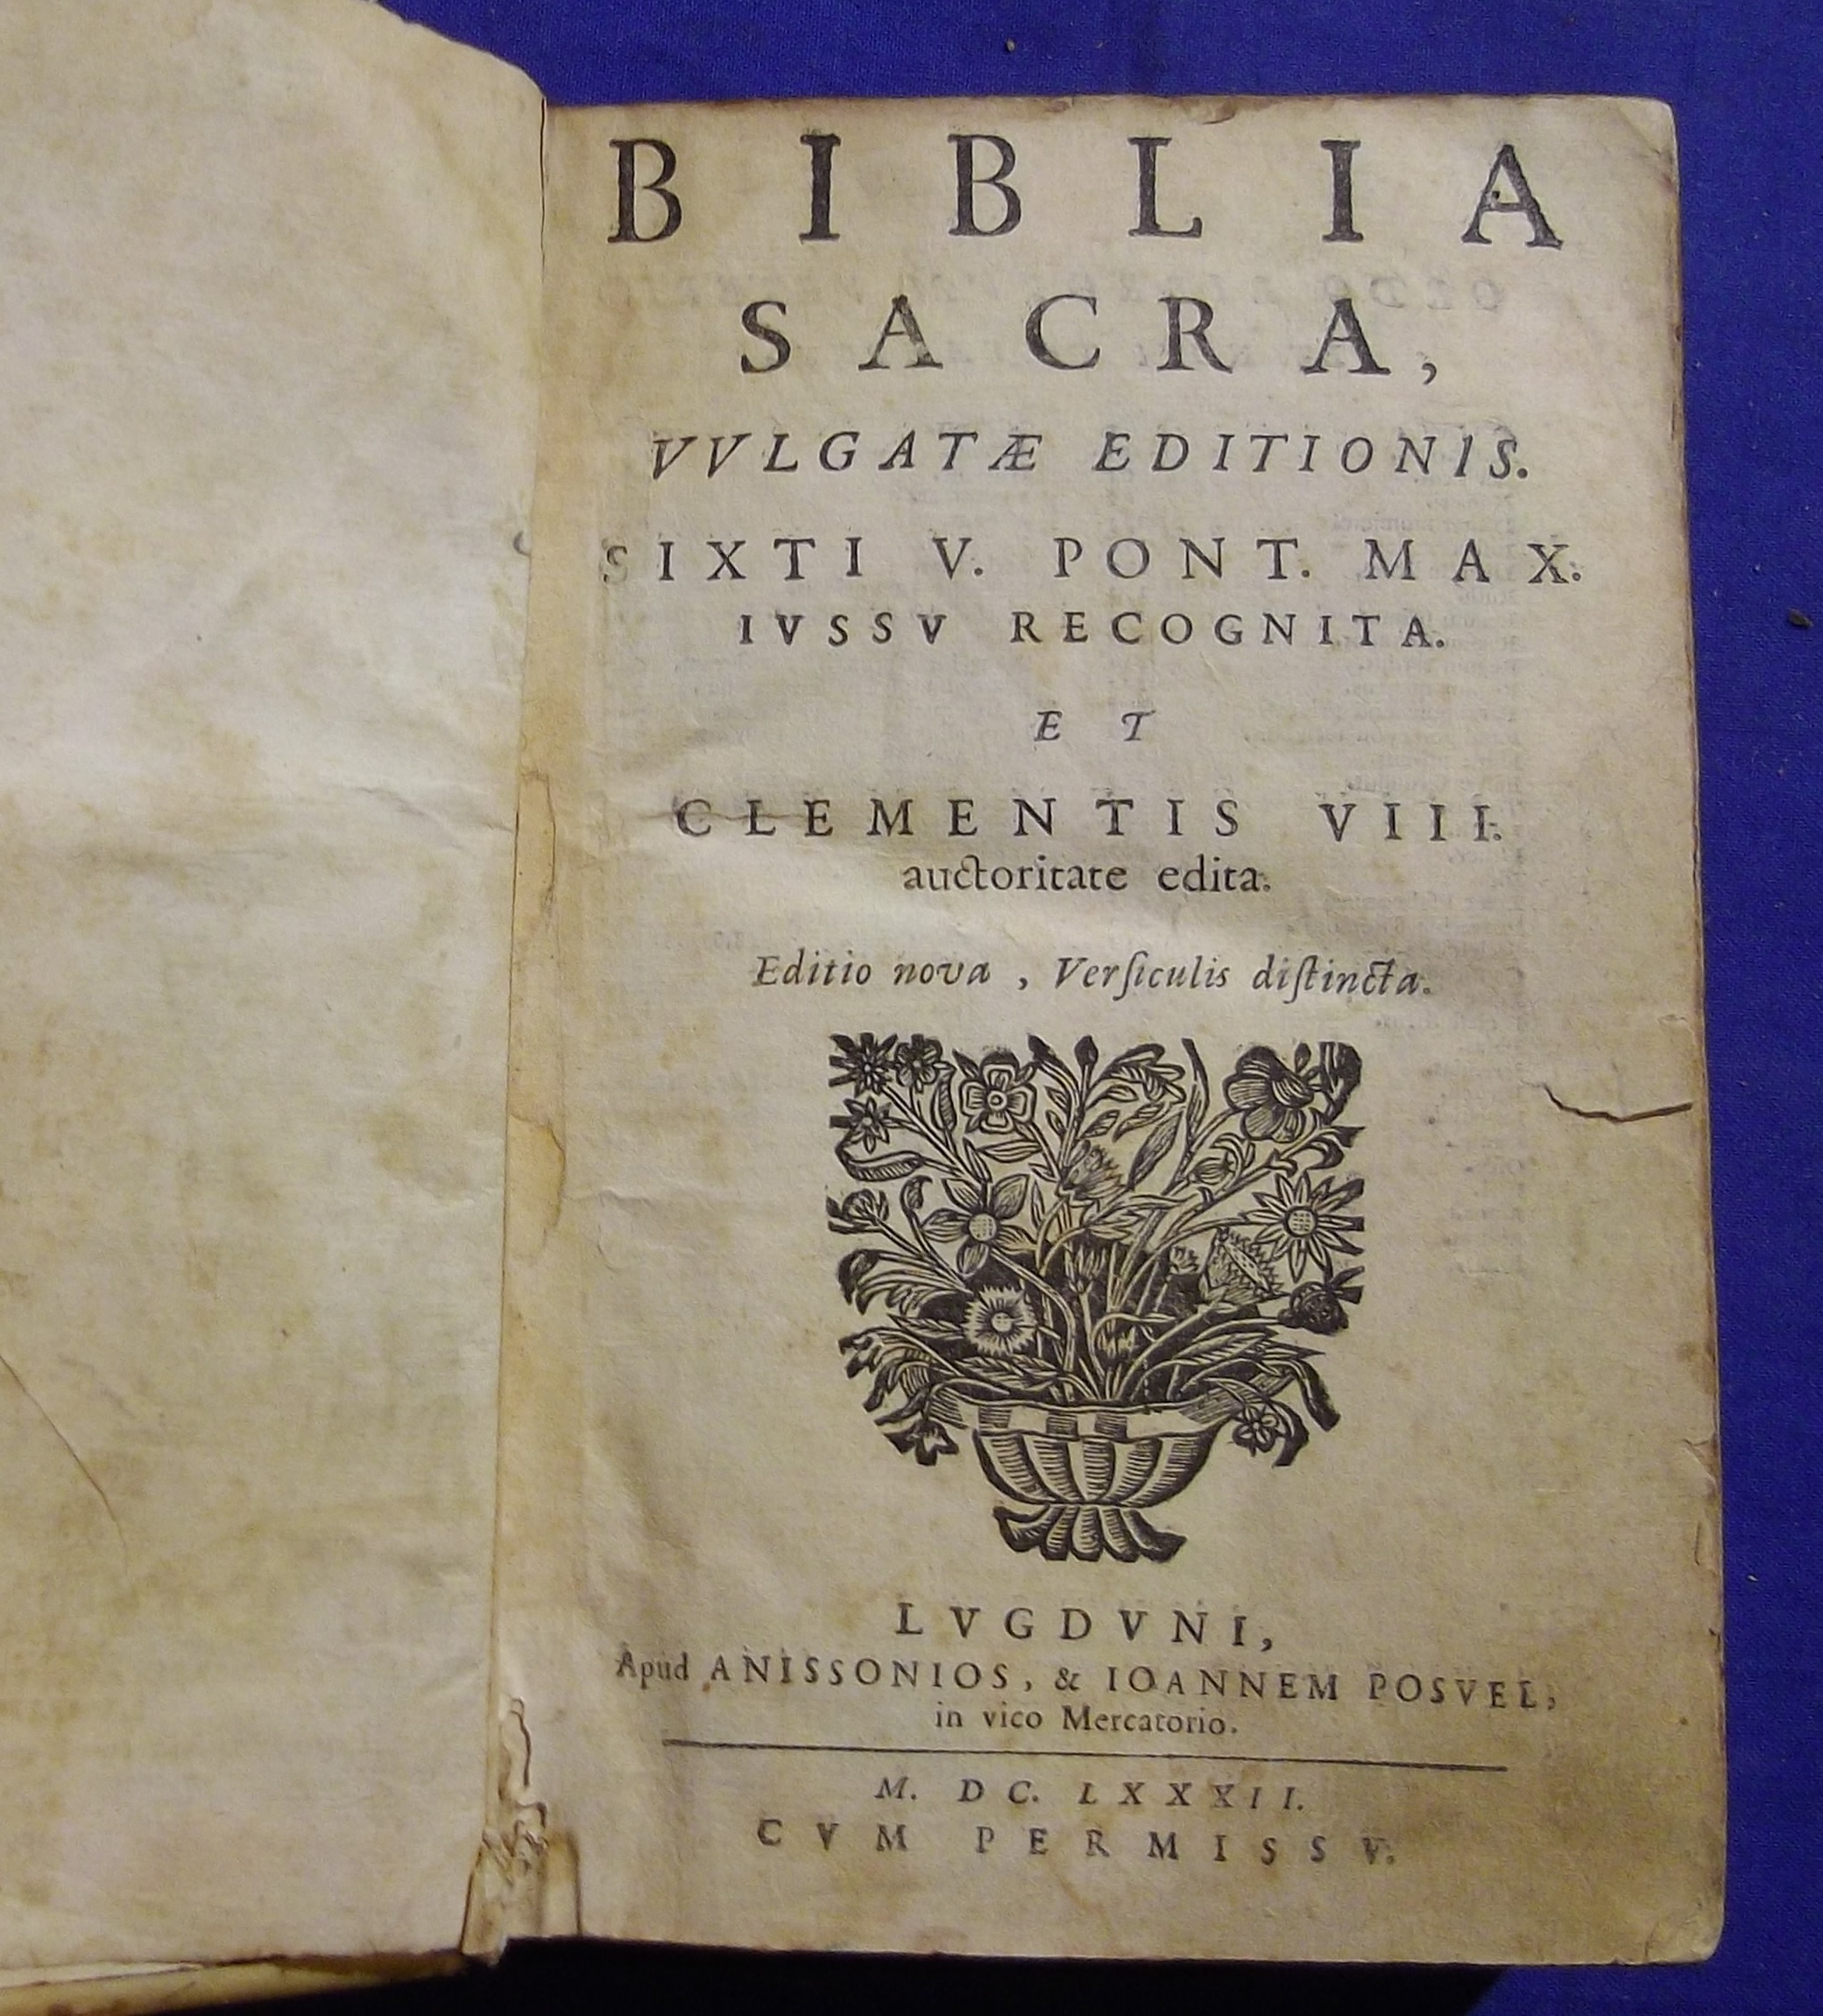 BIBLIA
SACRA,
VVLGATÆ EDITIONIS.
SIXTI V. PONT. MAX.
IVSSV RECOGNITA.
ET
CLEMENTIS VIII.
auctoritate edita.
Editio nova, Verſiculis diſtincta.
LVGDVNI,
Apud ANISSONIOS, & IOANNEM POSVEL,
in vico Mercatorio.
M. DC. LXXXII.
CVM PERMISSV.